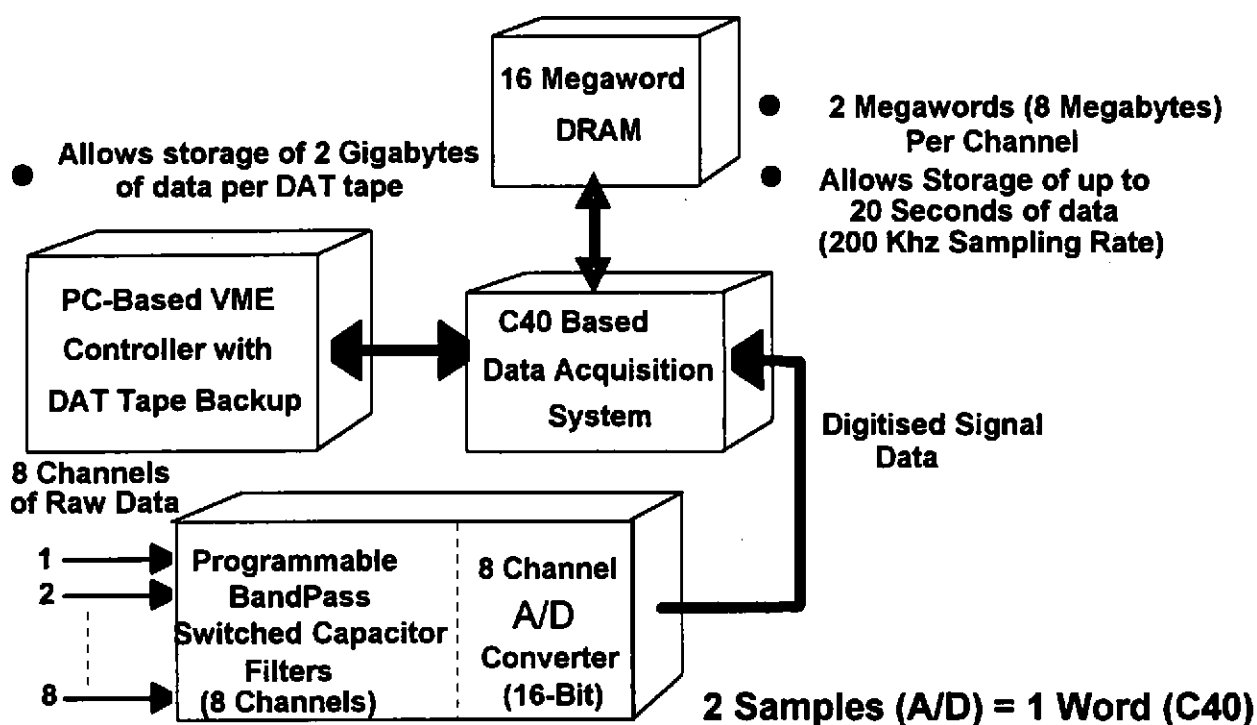 16 Megaword
DRAM
● 2 Megawords (8 Megabytes)
Per Channel
● Allows Storage of up to
20 Seconds of data
(200 Khz Sampling Rate)
● Allows storage of 2 Gigabytes
of data per DAT tape
PC-Based VME
Controller with
DAT Tape Backup
C40 Based
Data Acquisition
System
Digitised Signal
Data
8 Channels
of Raw Data
1
2
8
Programmable
BandPass
Switched Capacitor
Filters
(8 Channels)
8 Channel
A/D
Converter
(16-Bit)
2 Samples (A/D) = 1 Word (C40)